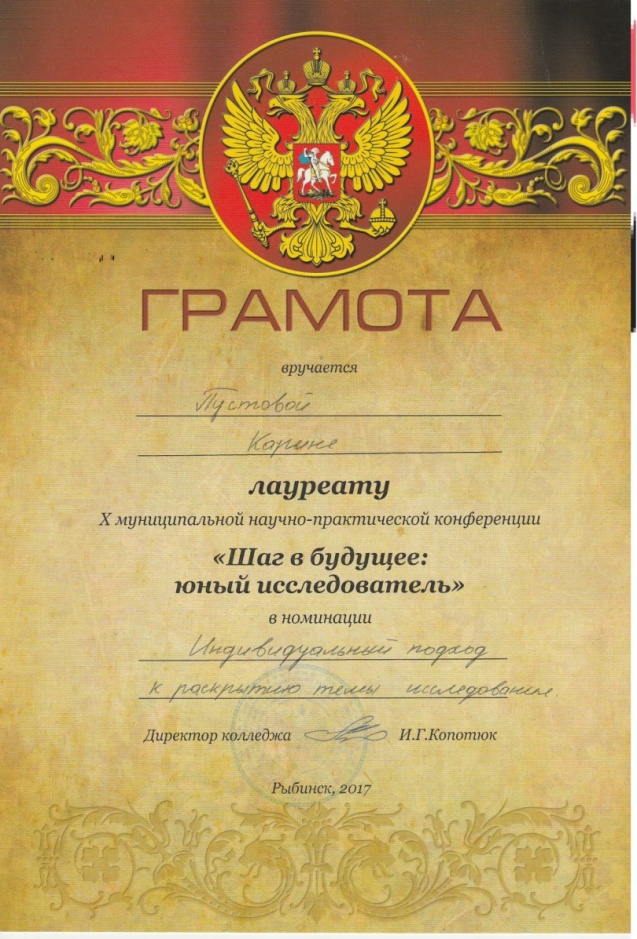 ГРАМОТА
вручается
Пустовой
Карине
лауреату
X муниципальной научно-практической конференции
«Шаг в будущее:
юный исследователь»
в номинации
Индивидуальный подход
к раскрытию темы исследования
Директор колледжа И.Г.Копотюк
Рыбинск, 2017